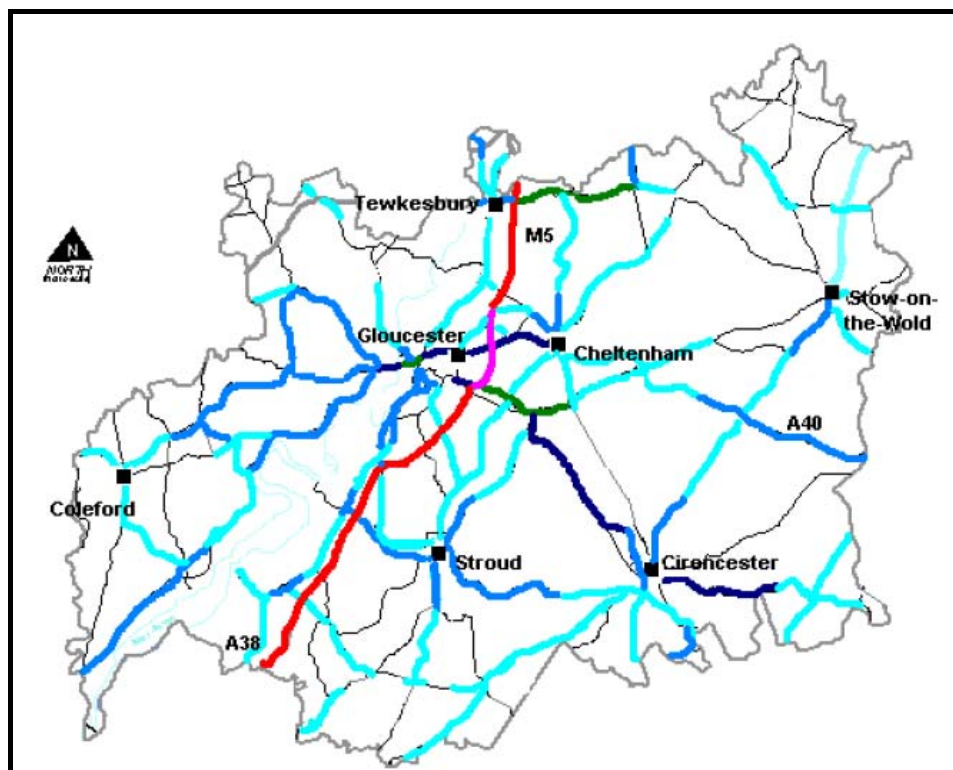 Tewkesbury
M5
N
NORTH
Stow-on-
the-Wold
Gloucester
Cheltenham
A40
Coleford
Stroud
Cirencester
A38